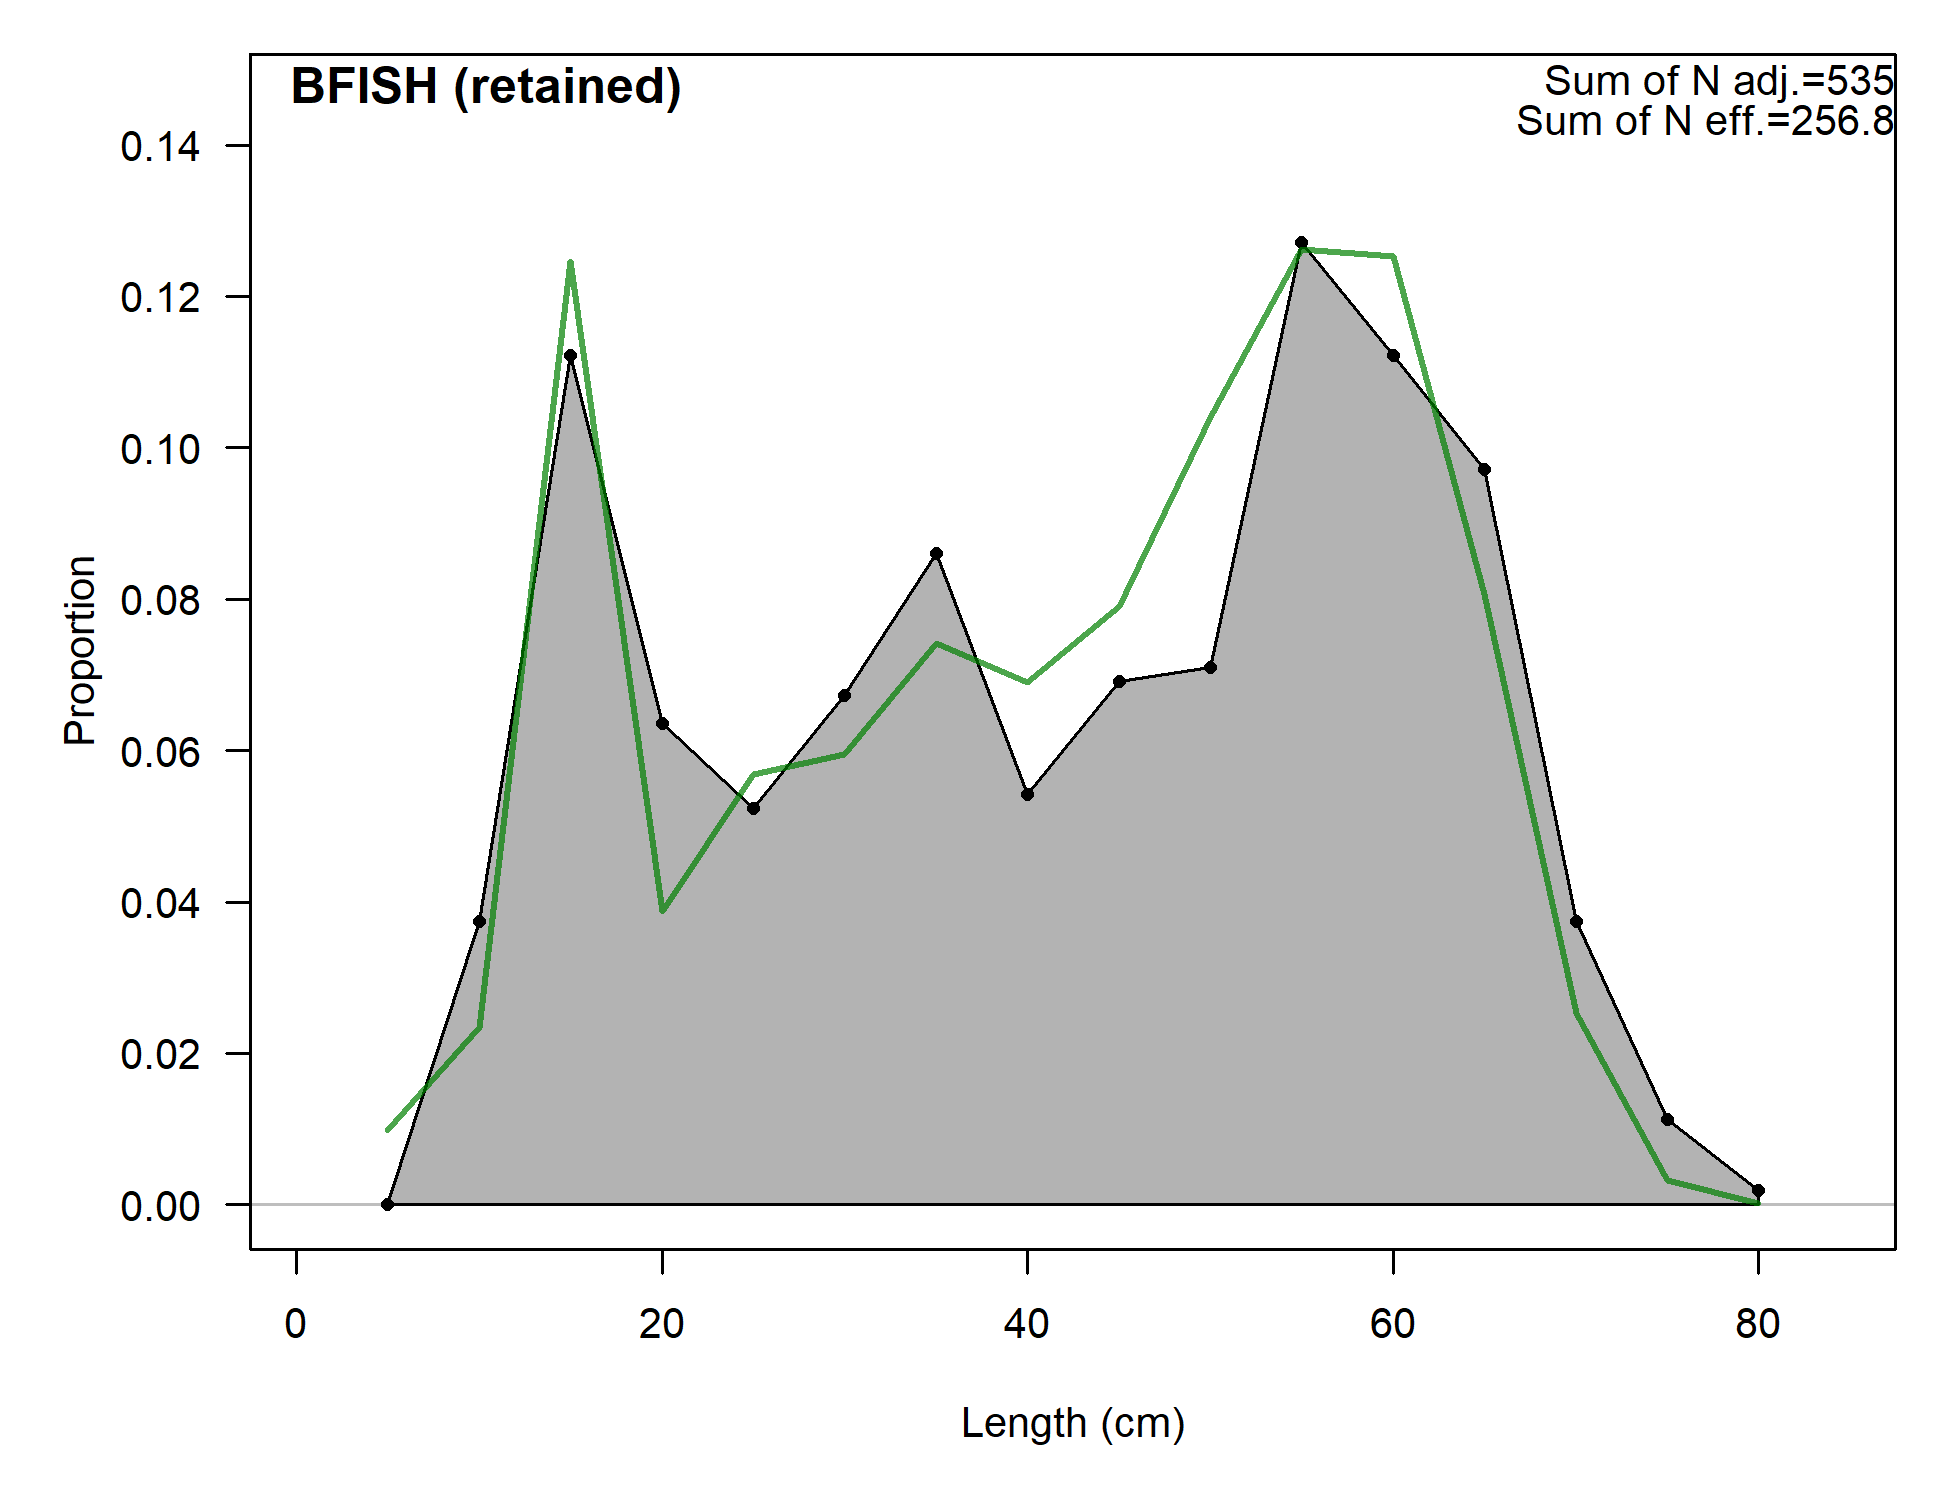 BFISH (retained)
Sum of N adj.=535
Sum of N eff.=256.8
0.14
0.12
0.10
0.08
0.06
0.04
0.02
0.00
Proportion
0 20 40 60 80
Length (cm)